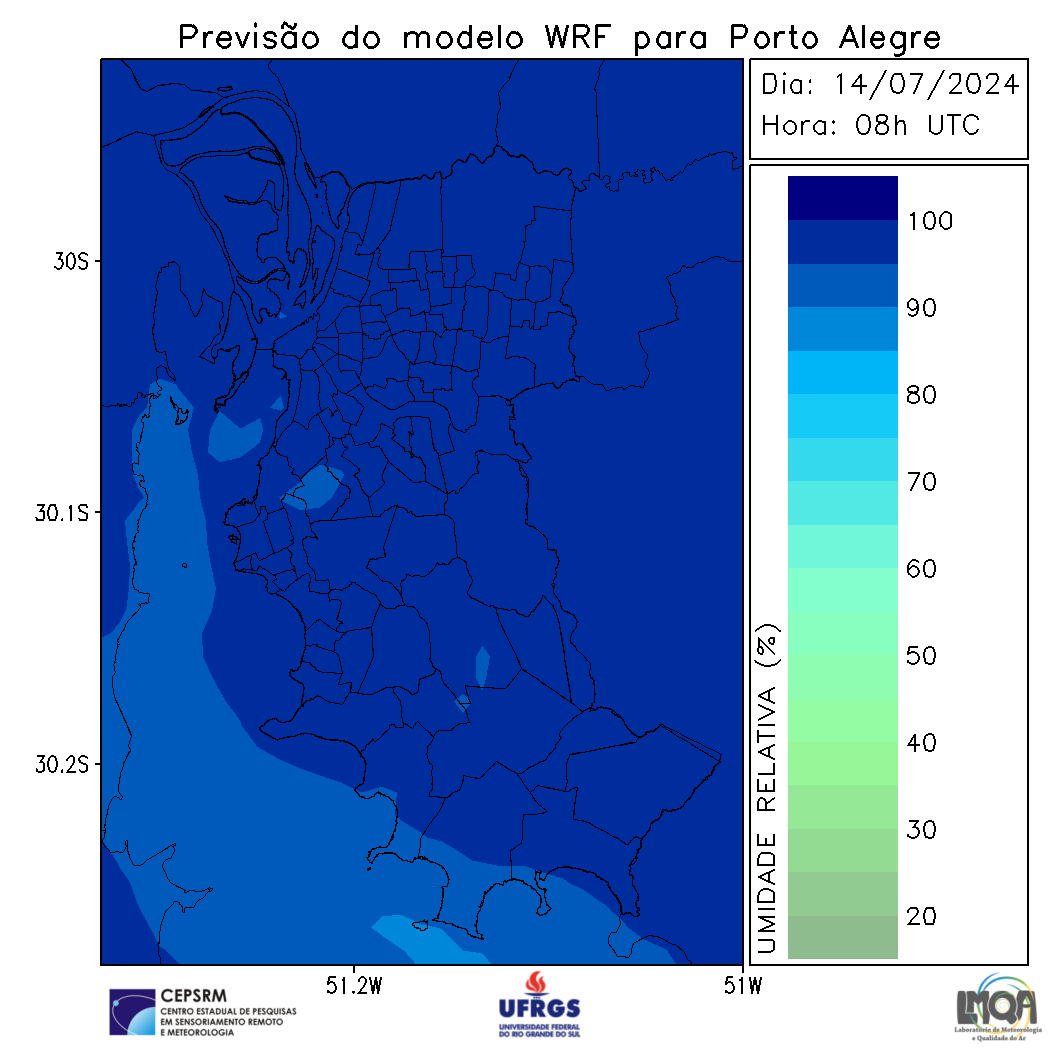 Previsão do modelo WRF para Porto Alegre
Dia: 14/07/2024
Hora: 08h UTC
30S
30.1S
30.2S
51.2W
51W
UMIDADE RELATIVA (%)
100
90
80
70
60
50
40
30
20
CEPSRM
CENTRO ESTADUAL DE PESQUISAS
EM SENSORIAMENTO REMOTO
E METEOROLOGIA
UFRGS
UNIVERSIDADE FEDERAL
DO RIO GRANDE DO SUL
LMQA
Laboratório de Meteorologia
e Qualidade do Ar